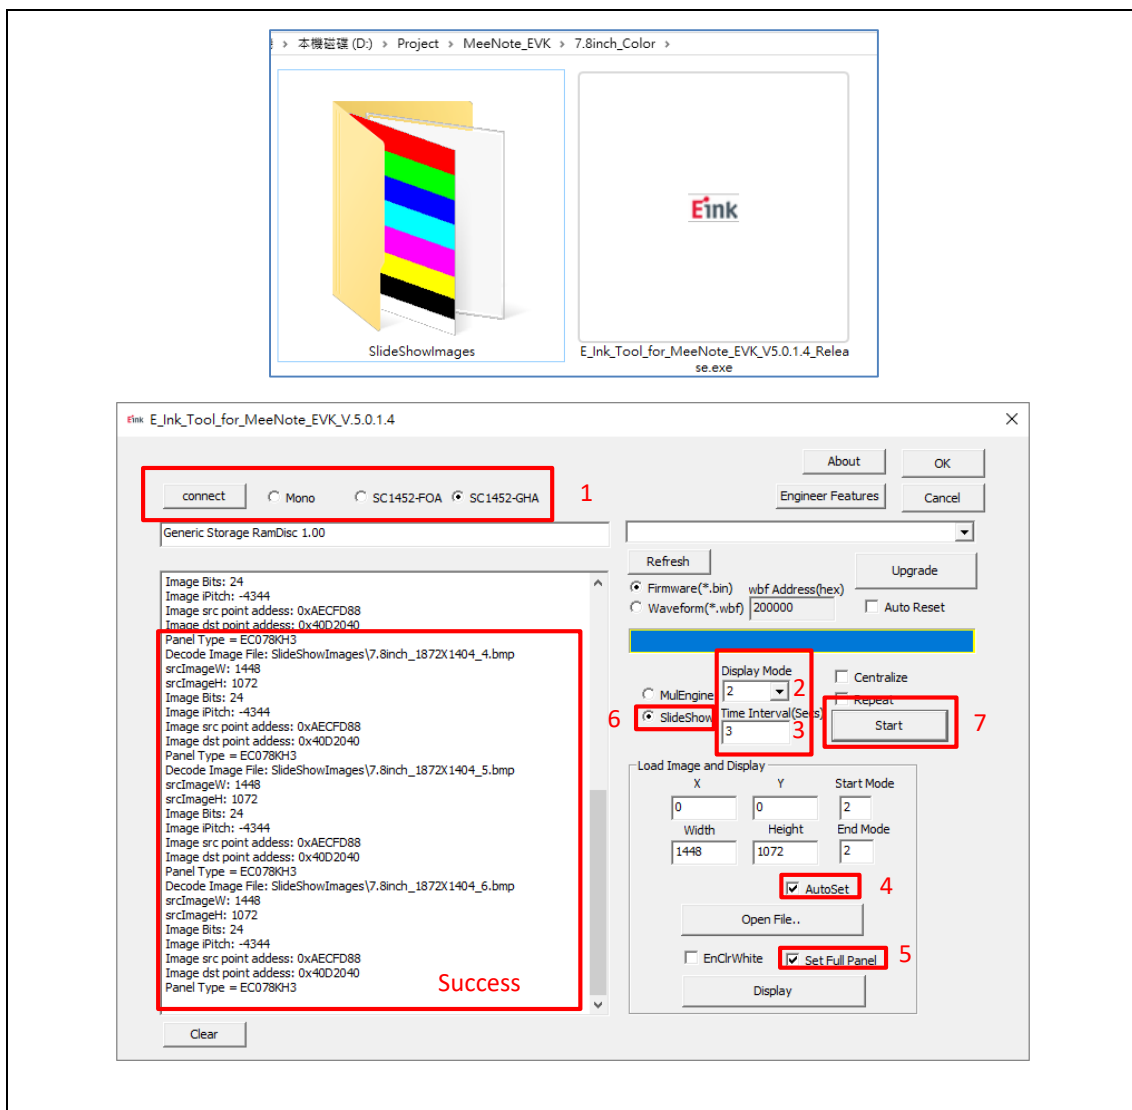 › 本機磁碟 (D:) › Project › MeeNote_EVK › 7.8inch_Color ›
Eink
SlideShowImages
E_Ink_Tool_for_MeeNote_EVK_V5.0.1.4_Relea
se.exe
Eink E_Ink_Tool_for_MeeNote_EVK_V.5.0.1.4
About
OK
connect
Mono
SC1452-FOA
SC1452-GHA
1
Engineer Features
Cancel
Generic Storage RamDisc 1.00
Refresh
Upgrade
Firmware(*.bin)
wbf Address(hex)
Waveform(*.wbf)
200000
Auto Reset
Image Bits: 24
Image iPitch: -4344
Image src point addess: 0xAECFD88
Image dst point addess: 0x40D2040
Panel Type = EC078KH3
Decode Image File: SlideShowImages\7.8inch_1872X1404_4.bmp
srcImageW: 1448
srcImageH: 1072
Image Bits: 24
Image iPitch: -4344
Image src point addess: 0xAECFD88
Image dst point addess: 0x40D2040
Panel Type = EC078KH3
Decode Image File: SlideShowImages\7.8inch_1872X1404_5.bmp
srcImageW: 1448
srcImageH: 1072
Image Bits: 24
Image iPitch: -4344
Image src point addess: 0xAECFD88
Image dst point addess: 0x40D2040
Panel Type = EC078KH3
Decode Image File: SlideShowImages\7.8inch_1872X1404_6.bmp
srcImageW: 1448
srcImageH: 1072
Image Bits: 24
Image iPitch: -4344
Image src point addess: 0xAECFD88
Image dst point addess: 0x40D2040
Panel Type = EC078KH3
Success
Clear
Display Mode
Centralize
MulEngine
2
2
Repeat
6
SlideShow
Time Interval(Secs)
3
3
Start
7
Load Image and Display
X
Y
Start Mode
0
0
2
Width
Height
End Mode
1448
1072
2
AutoSet
4
Open File..
EnClrWhite
Set Full Panel
5
Display